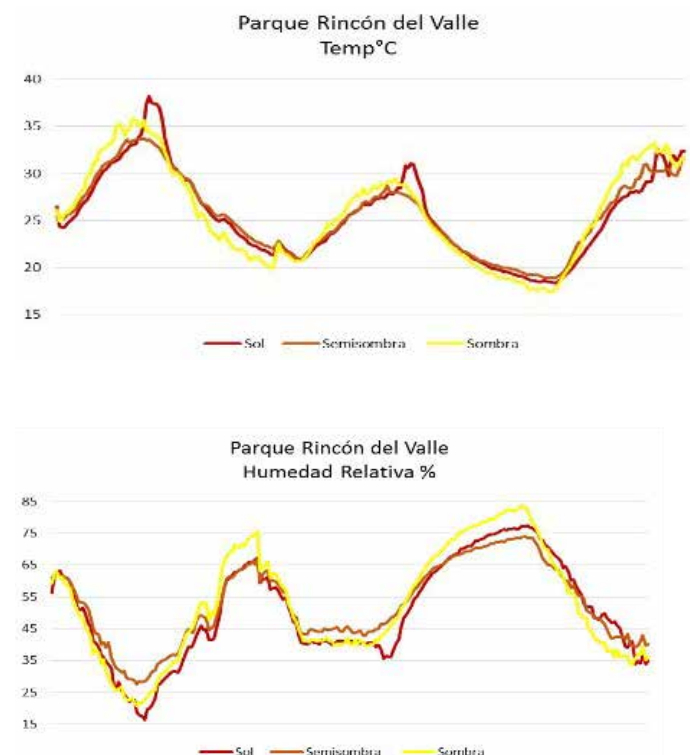 Parque Rincón del Valle
Temp°C
40
35
30
25
20
15
Sol Semisombra Sombra
Parque Rincón del Valle
Humedad Relativa %
85
75
65
55
45
35
25
15
Sol Semisombra Sombra